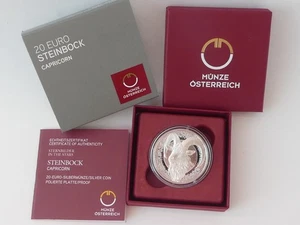 20 EURO
STEINBOCK
CAPRICORN
MÜNZE
ÖSTERREICH
ECHTHEITSZERTIFIKAT
CERTIFICATE OF AUTHENTICITY
STEINBOCK
CAPRICORN
20-EURO-SILBERMÜNZE/SILVER COIN
POLIERTE PLATTE/PROOF
MÜNZE
ÖSTERREICH
MÜNZE
ÖSTERREICH